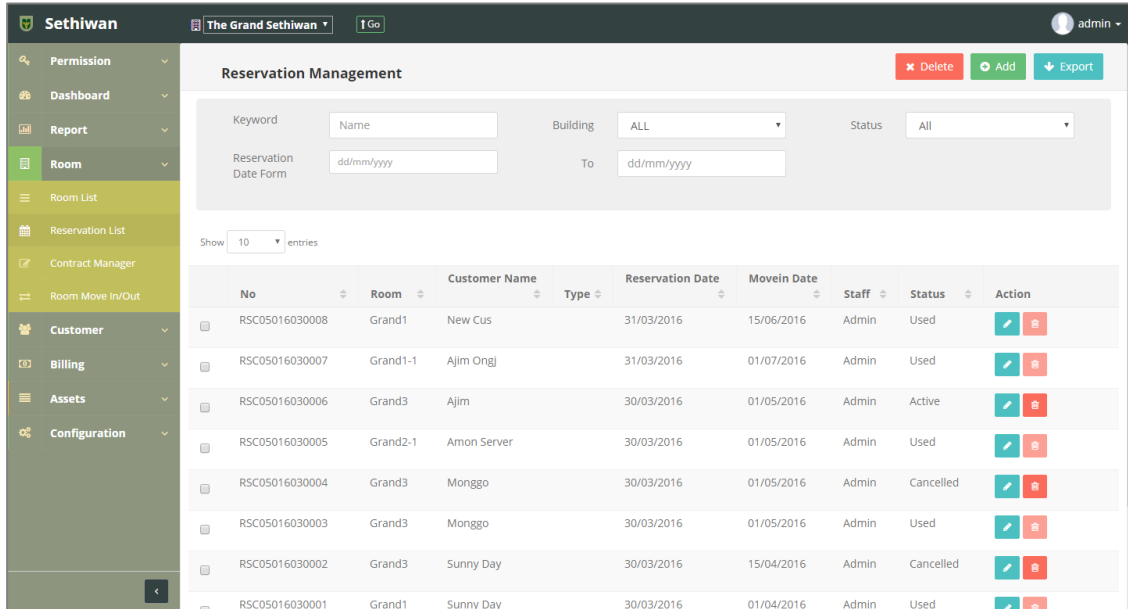 Sethiwan
The Grand Sethiwan
Go
admin
Permission
Dashboard
Report
Room
Room List
Reservation List
Contract Manager
Room Move In/Out
Customer
Billing
Assets
Configuration
Reservation Management
Delete Add Export
Keyword Name Building ALL Status All
Reservation Date Form dd/mm/yyyy To dd/mm/yyyy
Show 10 entries
No Room Customer Name Type Reservation Date Movein Date Staff Status Action
RSC05016030008 Grand1 New Cus 31/03/2016 15/06/2016 Admin Used
RSC05016030007 Grand1-1 Ajim Ongj 31/03/2016 01/07/2016 Admin Used
RSC05016030006 Grand3 Ajim 30/03/2016 01/05/2016 Admin Active
RSC05016030005 Grand2-1 Amon Server 30/03/2016 01/05/2016 Admin Used
RSC05016030004 Grand3 Monggo 30/03/2016 01/05/2016 Admin Cancelled
RSC05016030003 Grand3 Monggo 30/03/2016 01/05/2016 Admin Used
RSC05016030002 Grand3 Sunny Day 30/03/2016 15/04/2016 Admin Cancelled
RSC05016030001 Grand1 Sunny Day 30/03/2016 01/04/2016 Admin Used